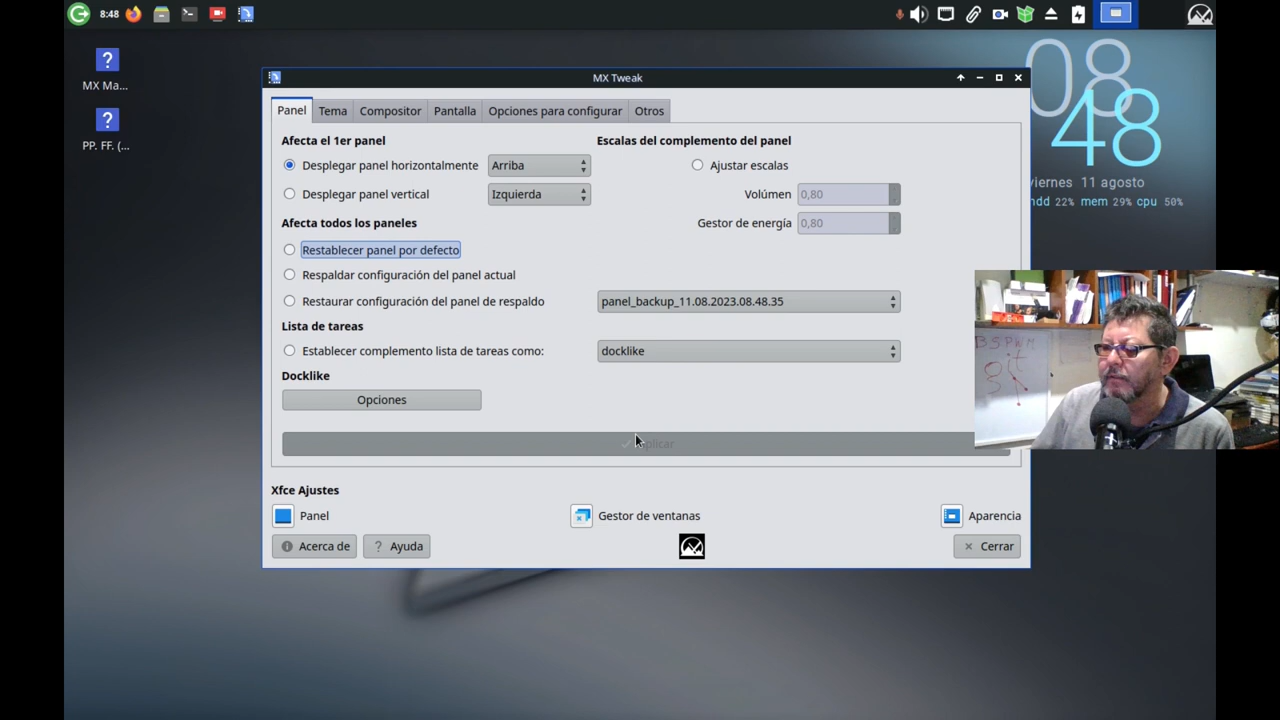 8:48
MX Tweak
MX Ma...
PP. FF. (...
08
48
viernes 11 agosto
hdd 22% mem 29% cpu 50%
Panel Tema Compositor Pantalla Opciones para configurar Otros
Afecta el 1er panel
Desplegar panel horizontalmente Arriba
Desplegar panel vertical Izquierda
Afecta todos los paneles
Restablecer panel por defecto
Respaldar configuración del panel actual
Restaurar configuración del panel de respaldo panel_backup_11.08.2023.08.48.35
Lista de tareas
Establecer complemento lista de tareas como: docklike
Docklike
Opciones
Escalas del complemento del panel
Ajustar escalas
Volúmen 0,80
Gestor de energía 0,80
Aplicar
Xfce Ajustes
Panel Gestor de ventanas Aparencia
Acerca de Ayuda Cerrar
BSPWM
git